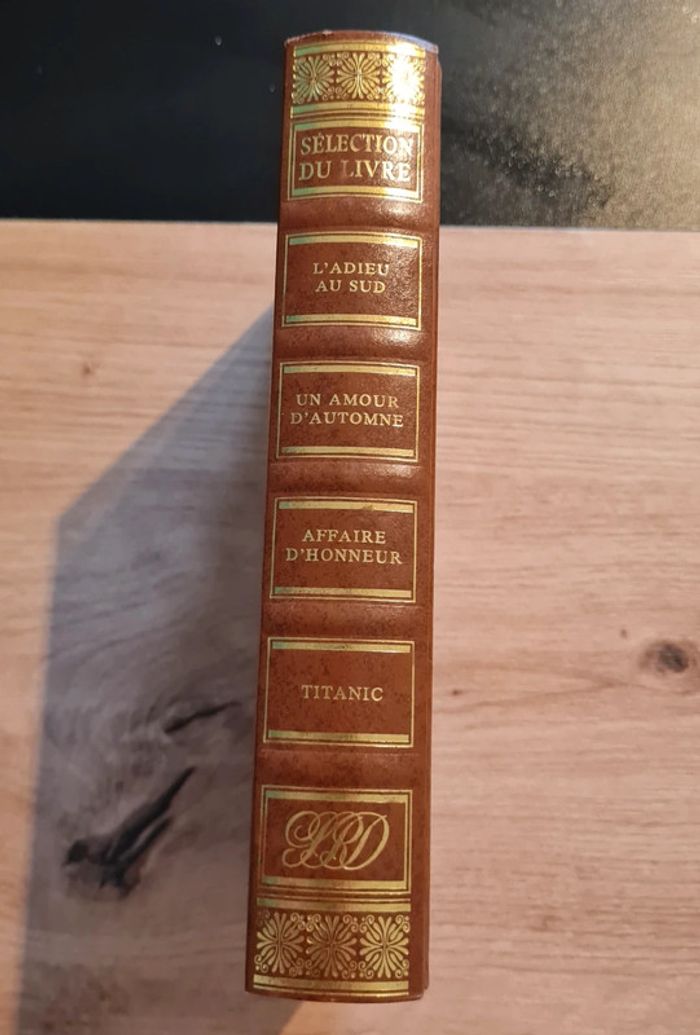 SÉLECTION
DU LIVRE
L'ADIEU
AU SUD
UN AMOUR
D'AUTOMNE
AFFAIRE
D'HONNEUR
TITANIC
SRD